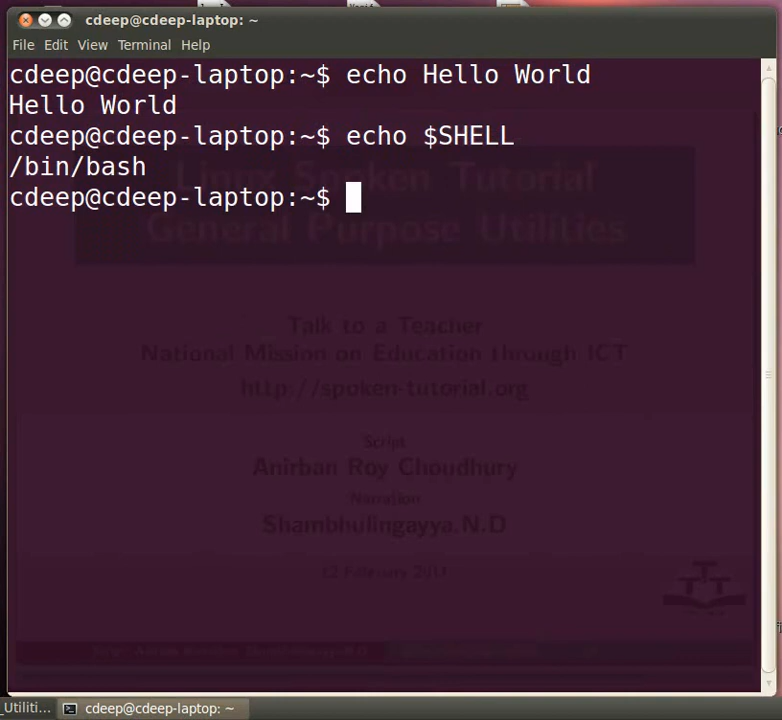 cdeep@cdeep-laptop: ~
File Edit View Terminal Help
cdeep@cdeep-laptop:~$ echo Hello World
Hello World
cdeep@cdeep-laptop:~$ echo $SHELL
/bin/bash
cdeep@cdeep-laptop:~$
Linux Spoken Tutorial
General Purpose Utilities
Talk to a Teacher
National Mission on Education through ICT
http://spoken-tutorial.org
Script
Anirban Roy Choudhury
Narration
Shambhulingayya.N.D
_Utiliti... cdeep@cdeep-laptop: ~